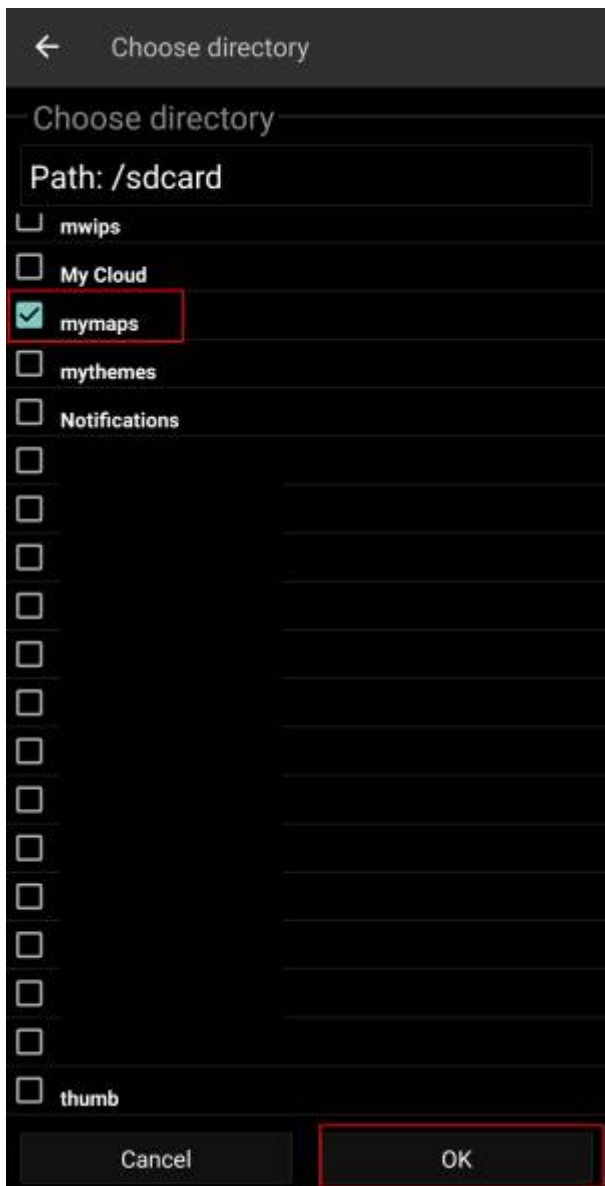 Choose directory
Choose directory
Path: /sdcard
mwips
My Cloud
mymaps
mythemes
Notifications
thumb
Cancel
OK